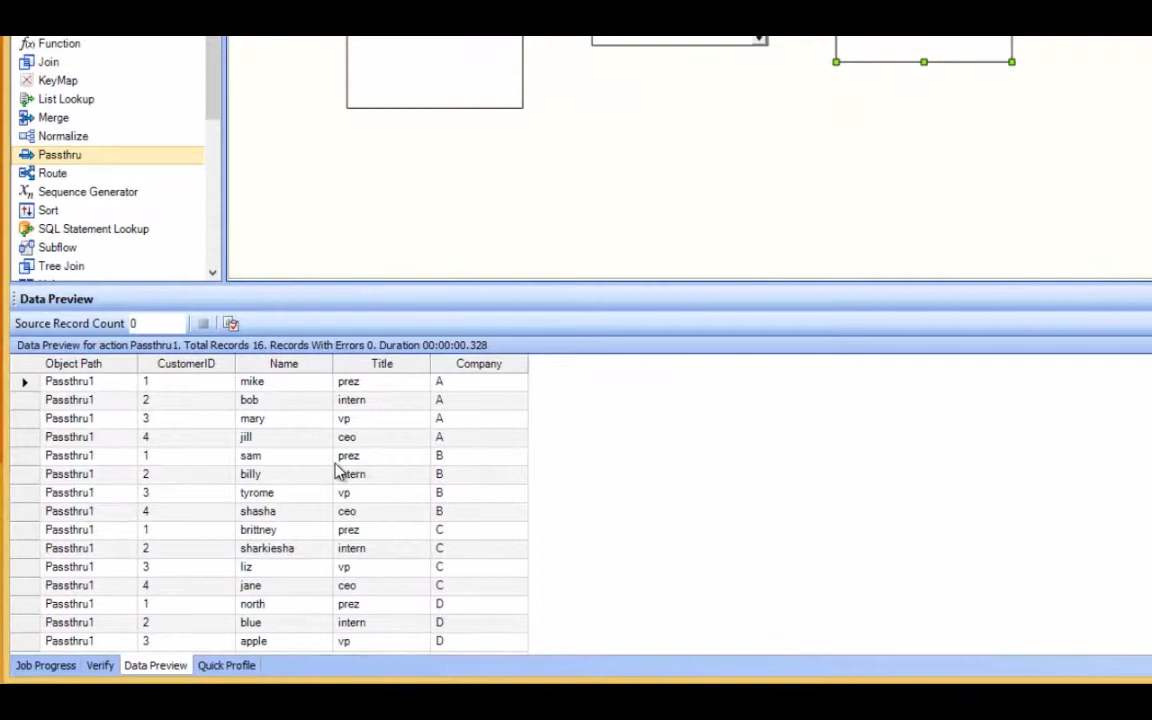 Function
Join
KeyMap
List Lookup
Merge
Normalize
Passthru
Route
Sequence Generator
Sort
SQL Statement Lookup
Subflow
Tree Join
Data Preview
Source Record Count 0
Data Preview for action Passthru1. Total Records 16. Records With Errors 0. Duration 00:00:00.328
Object Path CustomerID Name Title Company
Passthru1 1 mike prez A
Passthru1 2 bob intern A
Passthru1 3 mary vp A
Passthru1 4 jill ceo A
Passthru1 1 sam prez B
Passthru1 2 billy intern B
Passthru1 3 tyrome vp B
Passthru1 4 shasha ceo B
Passthru1 1 brittney prez C
Passthru1 2 sharkiesha intern C
Passthru1 3 liz vp C
Passthru1 4 jane ceo C
Passthru1 1 north prez D
Passthru1 2 blue intern D
Passthru1 3 apple vp D
Job Progress Verify Data Preview Quick Profile